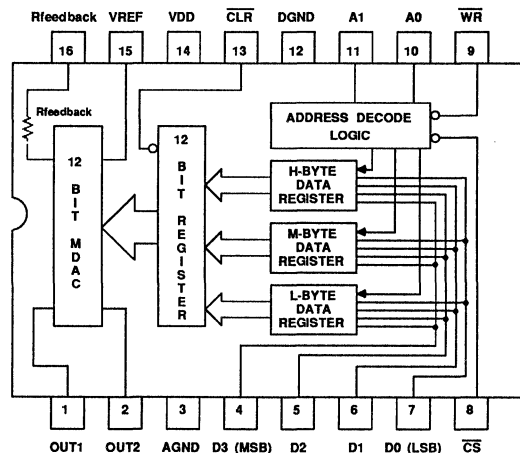 Rfeedback VREF VDD CLR DGND A1 A0 WR
16 15 14 13 12 11 10 9
Rfeedback
12 BIT MDAC
12 BIT REGISTER
ADDRESS DECODE
LOGIC
H-BYTE
DATA
REGISTER
M-BYTE
DATA
REGISTER
L-BYTE
DATA
REGISTER
1 2 3 4 5 6 7 8
OUT1 OUT2 AGND D3 (MSB) D2 D1 D0 (LSB) CS